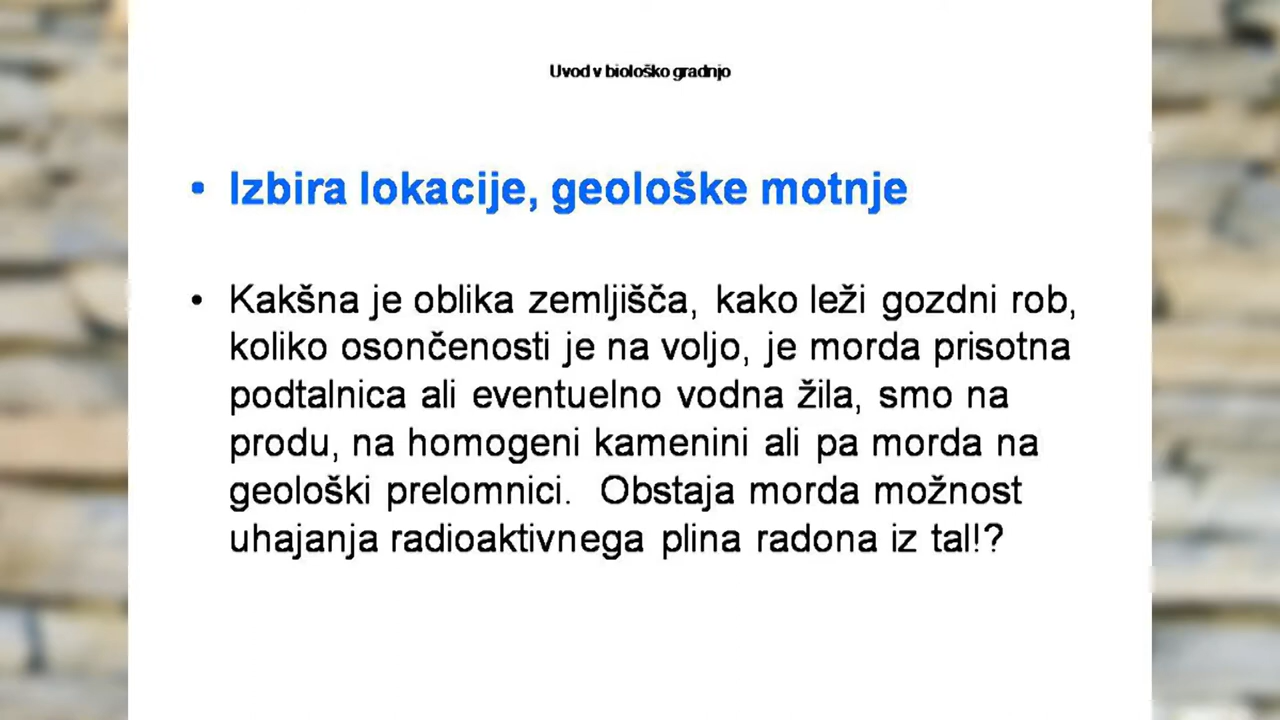 Uvod v biološko gradnjo
• Izbira lokacije, geološke motnje
• Kakšna je oblika zemljišča, kako leži gozdni rob,
koliko osončenosti je na voljo, je morda prisotna
podtalnica ali eventuelno vodna žila, smo na
produ, na homogeni kamenini ali pa morda na
geološki prelomnici. Obstaja morda možnost
uhajanja radioaktivnega plina radona iz tal!?